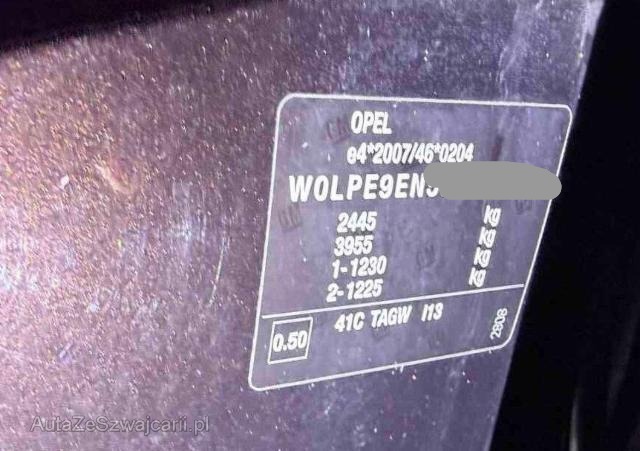 OPEL
e4*2007/46*0204
W0LPE9EN
2445 kg
3955 kg
1-1230 kg
2-1225 kg
0.50 41C TAGW I13 2808
AutaZeSzwajcarii.pl